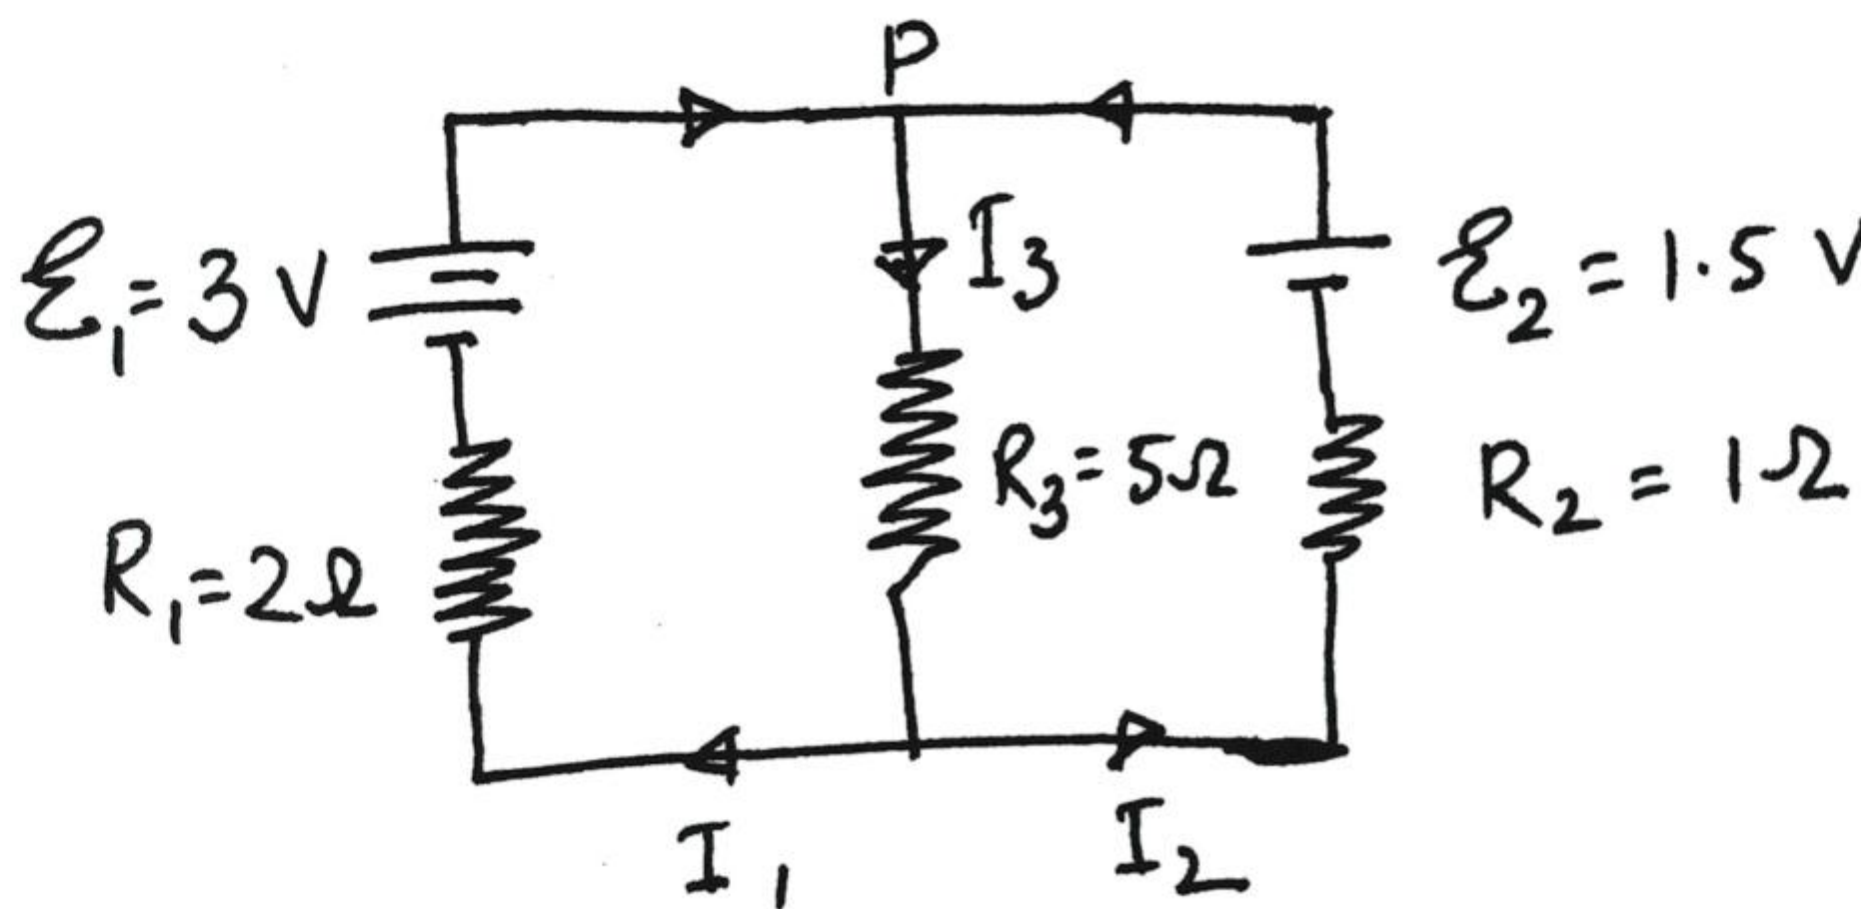 P
I₃
ℰ₁ = 3 V
ℰ₂ = 1.5 V
R₃ = 5Ω
R₂ = 1Ω
R₁ = 2Ω
I₁
I₂